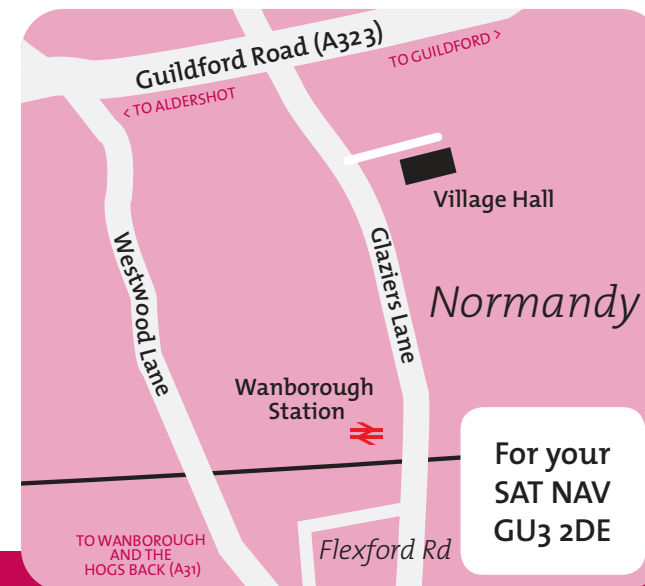 Guildford Road (A323)
TO GUILDFORD >
< TO ALDERSHOT
Village Hall
Westwood Lane
Glaziers Lane
Normandy
Wanborough
Station
For your
SAT NAV
GU3 2DE
TO WANBOROUGH
AND THE
HOGS BACK (A31)
Flexford Rd